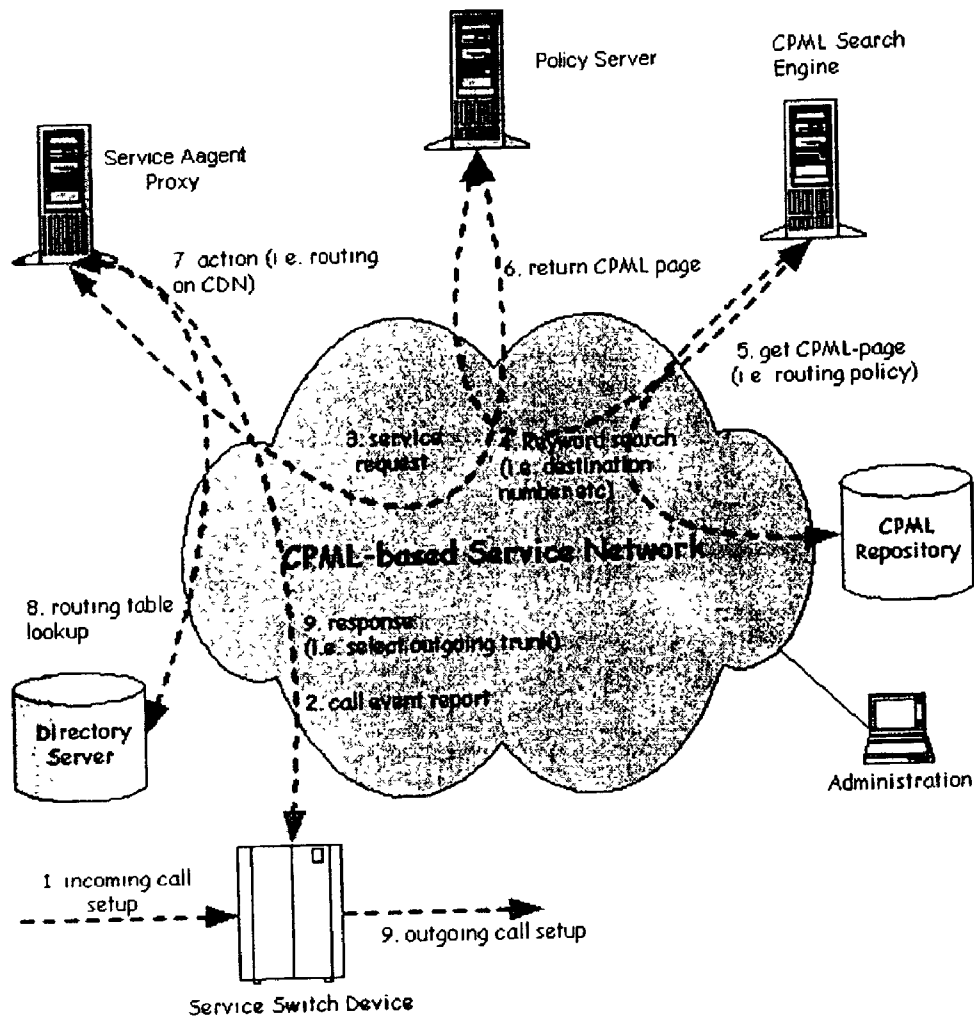 Policy Server
CPML Search
Engine
Service Aagent
Proxy
7 action (i e. routing
on CDN)
6. return CPML page
5. get CPML-page
(i e routing policy)
3. service
request
4. Keyword search
(i.e. destination
number etc)
CPML
Repository
CPML-based Service Network
8. routing table
lookup
9. response
(i.e. select outgoing trunk)
2. call event report
Directory
Server
Administration
1 incoming call
setup
9. outgoing call setup
Service Switch Device